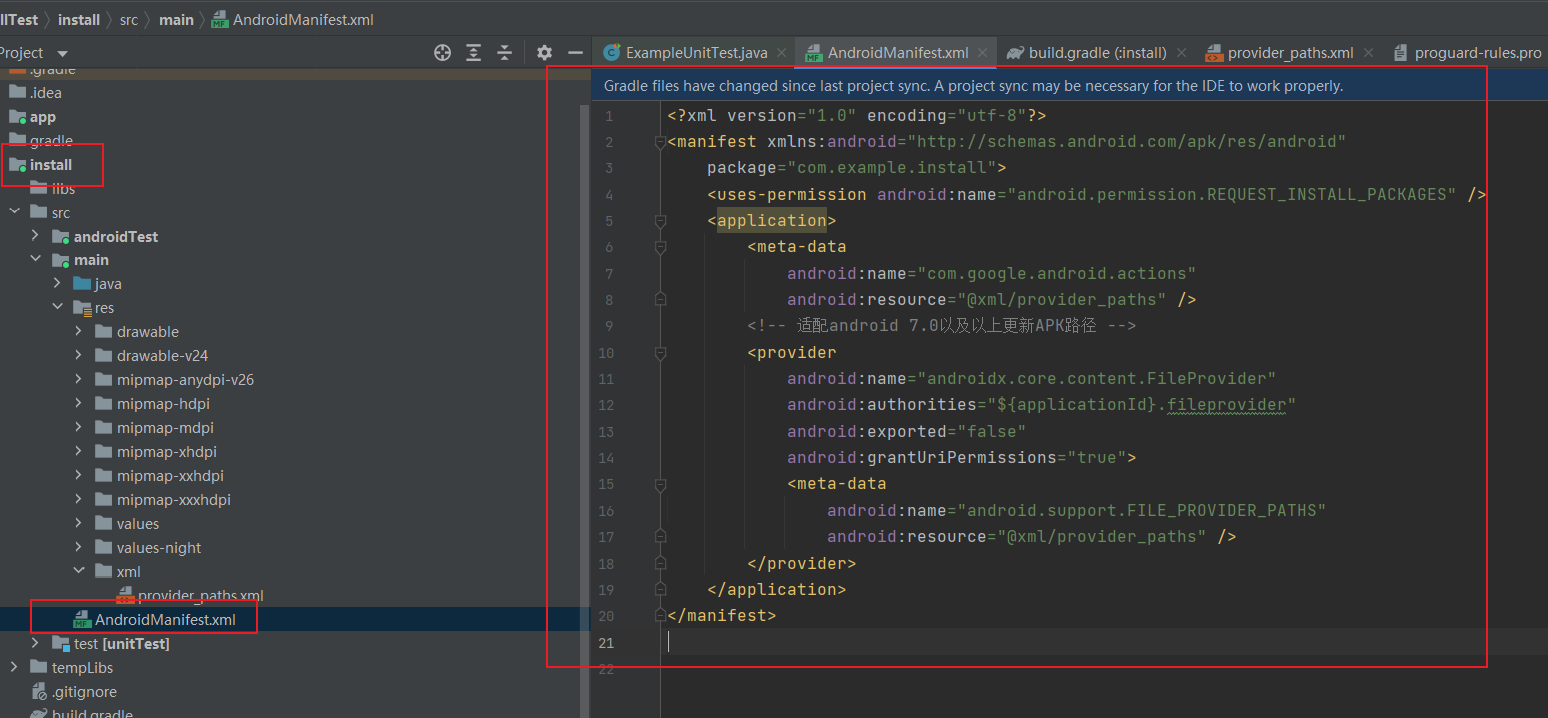 llTest 〉 install 〉 src 〉 main 〉 AndroidManifest.xml
Project
ExampleUnitTest.java
AndroidManifest.xml
build.gradle (:install)
provider_paths.xml
proguard-rules.pro
.gradle
.idea
app
gradle
install
libs
src
androidTest
main
java
res
drawable
drawable-v24
mipmap-anydpi-v26
mipmap-hdpi
mipmap-mdpi
mipmap-xhdpi
mipmap-xxhdpi
mipmap-xxxhdpi
values
values-night
xml
provider_paths.xml
AndroidManifest.xml
test [unitTest]
tempLibs
.gitignore
build.gradle
Gradle files have changed since last project sync. A project sync may be necessary for the IDE to work properly.
1 <?xml version="1.0" encoding="utf-8"?>
2 <manifest xmlns:android="http://schemas.android.com/apk/res/android"
3 package="com.example.install">
4 <uses-permission android:name="android.permission.REQUEST_INSTALL_PACKAGES" />
5 <application>
6 <meta-data
7 android:name="com.google.android.actions"
8 android:resource="@xml/provider_paths" />
9 <!-- 适配android 7.0以及以上更新APK路径 -->
10 <provider
11 android:name="androidx.core.content.FileProvider"
12 android:authorities="${applicationId}.fileprovider"
13 android:exported="false"
14 android:grantUriPermissions="true">
15 <meta-data
16 android:name="android.support.FILE_PROVIDER_PATHS"
17 android:resource="@xml/provider_paths" />
18 </provider>
19 </application>
20 </manifest>
21
22